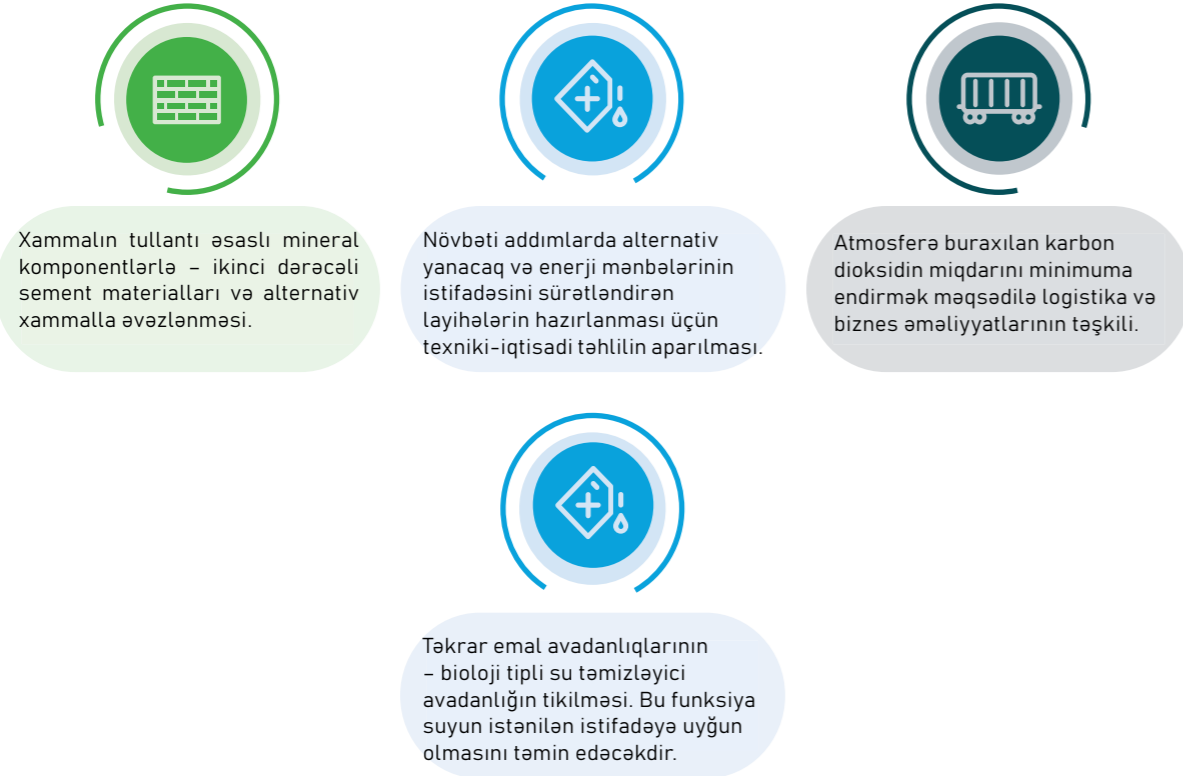 Xammalın tullantı əsaslı mineral
komponentlərlə – ikinci dərəcəli
sement materialları və alternativ
xammalla əvəzlənməsi.
Növbəti addımlarda alternativ
yanacaq və enerji mənbələrinin
istifadəsini sürətləndirən
layihələrin hazırlanması üçün
texniki-iqtisadi təhlilin aparılması.
Atmosferə buraxılan karbon
dioksidin miqdarını minimuma
endirmək məqsədilə logistika və
biznes əməliyyatlarının təşkili.
Təkrar emal avadanlıqlarının
– bioloji tipli su təmizləyici
avadanlığın tikilməsi. Bu funksiya
suyun istənilən istifadəyə uyğun
olmasını təmin edəcəkdir.